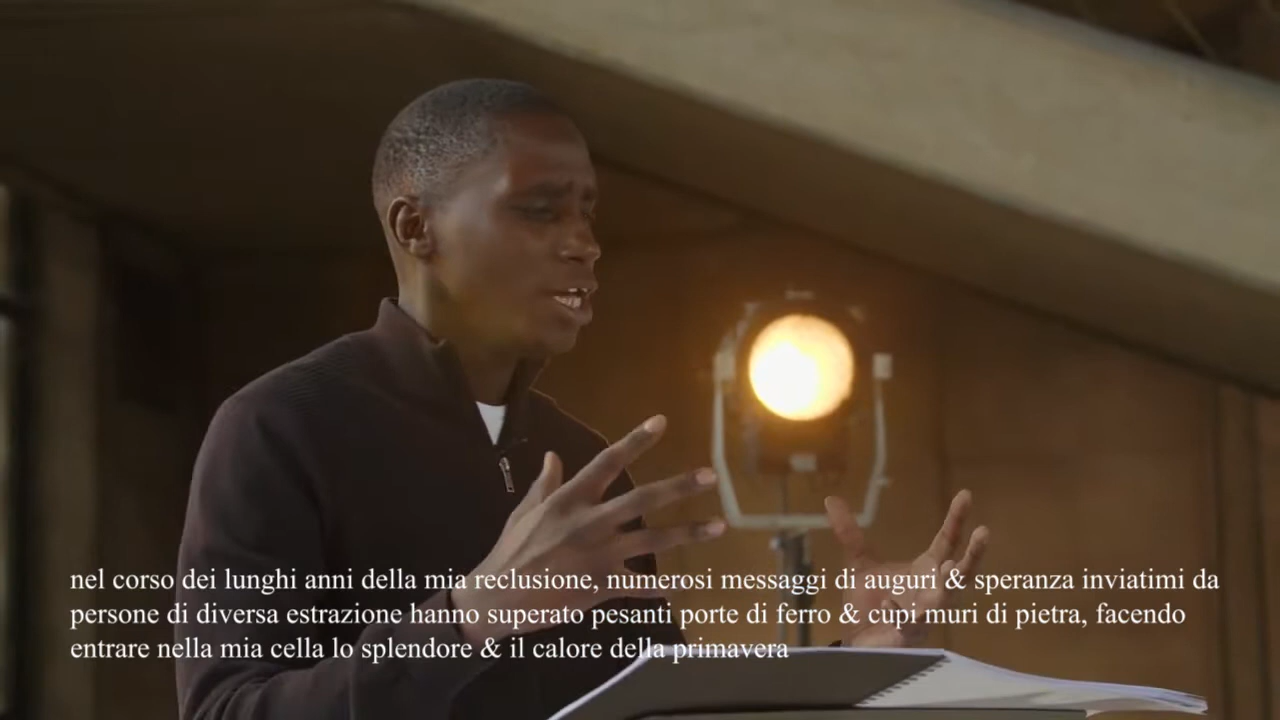 nel corso dei lunghi anni della mia reclusione, numerosi messaggi di auguri & speranza inviatimi da
persone di diversa estrazione hanno superato pesanti porte di ferro & cupi muri di pietra, facendo
entrare nella mia cella lo splendore & il calore della primavera